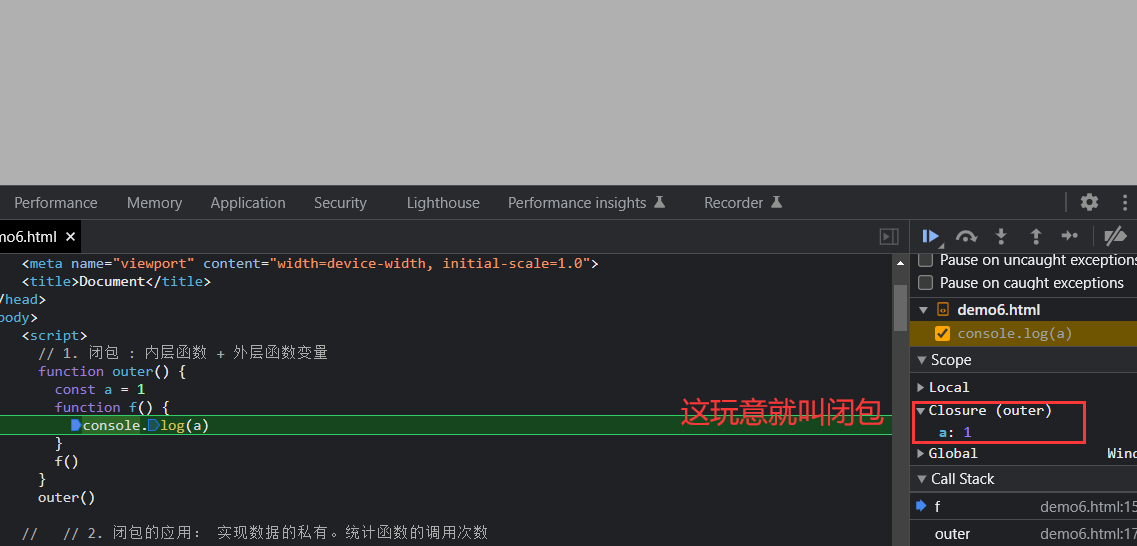 Performance Memory Application Security Lighthouse Performance insights Recorder
mo6.html ×
<meta name="viewport" content="width=device-width, initial-scale=1.0">
<title>Document</title>
/head>
body>
<script>
// 1. 闭包 : 内层函数 + 外层函数变量
function outer() {
const a = 1
function f() {
console.log(a)
}
f()
}
outer()
// // 2. 闭包的应用: 实现数据的私有。统计函数的调用次数
这玩意就叫闭包
Pause on uncaught exceptions
Pause on caught exceptions
demo6.html
console.log(a)
Scope
Local
Closure (outer)
a: 1
Global Wind
Call Stack
f demo6.html:15
outer demo6.html:17